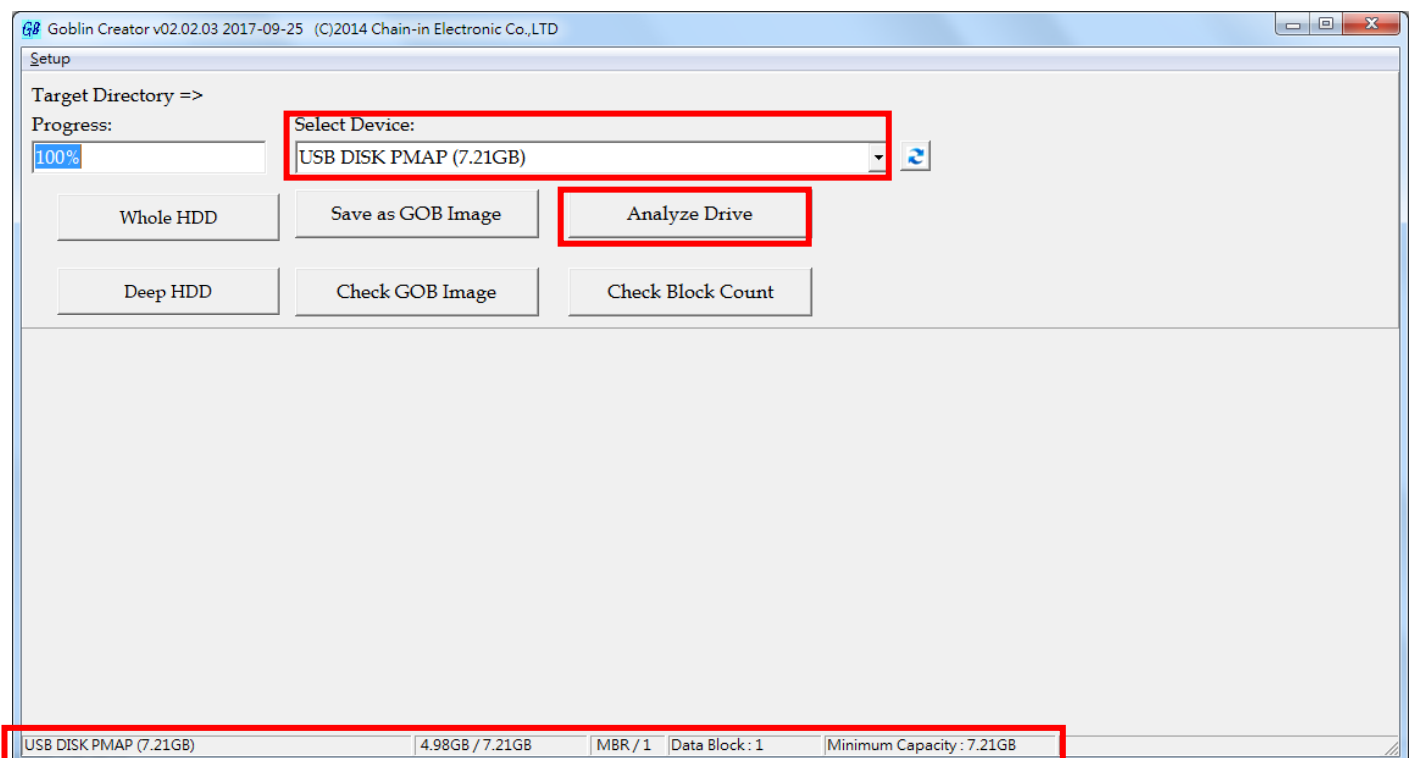 GB Goblin Creator v02.02.03 2017-09-25 (C)2014 Chain-in Electronic Co.,LTD
Setup
Target Directory =>
Progress:
Select Device:
100%
USB DISK PMAP (7.21GB)
Whole HDD
Save as GOB Image
Analyze Drive
Deep HDD
Check GOB Image
Check Block Count
USB DISK PMAP (7.21GB)
4.98GB / 7.21GB
MBR / 1
Data Block : 1
Minimum Capacity : 7.21GB